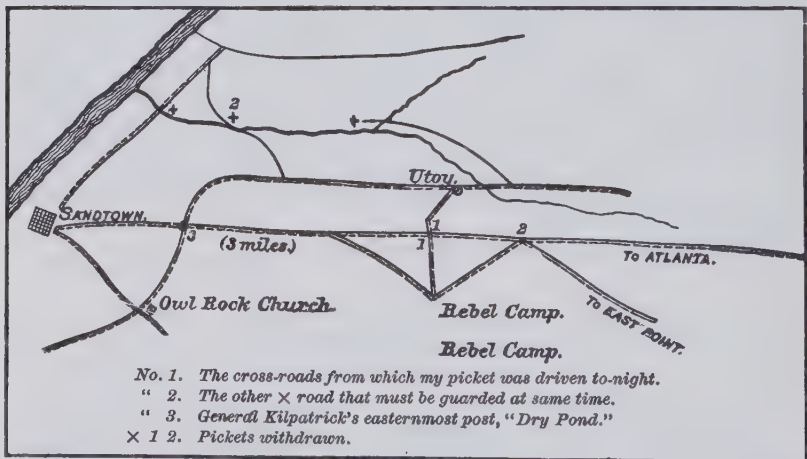 2
Utoy.
SANDTOWN.
3
(3 miles.)
1
1
2
TO ATLANTA.
Owl Rock Church.
Rebel Camp.
TO EAST POINT.
Rebel Camp.
No. 1. The cross-roads from which my picket was driven to-night.
" 2. The other × road that must be guarded at same time.
" 3. General Kilpatrick's easternmost post, "Dry Pond."
× 1 2. Pickets withdrawn.